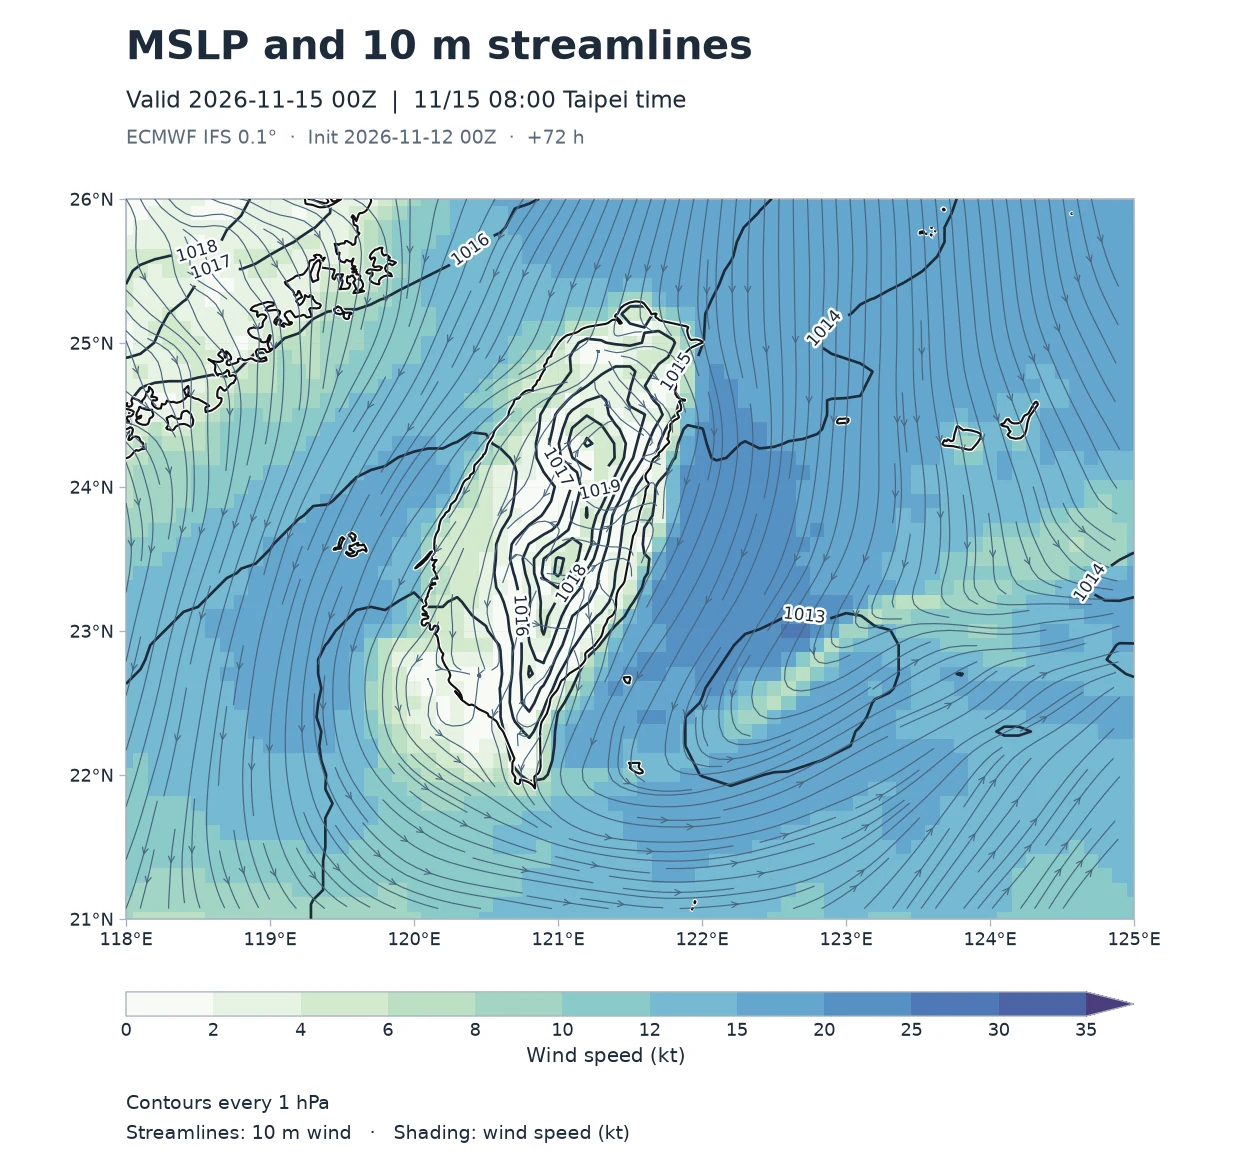 MSLP and 10 m streamlines
Valid 2026-11-15 00Z | 11/15 08:00 Taipei time
ECMWF IFS 0.1° · Init 2026-11-12 00Z · +72 h
26°N
1018
1017
1016
25°N
1014
1015
24°N
1017
1019
1018
1016
1014
23°N
1013
22°N
21°N
118°E 119°E 120°E 121°E 122°E 123°E 124°E 125°E
0 2 4 6 8 10 12 15 20 25 30 35
Wind speed (kt)
Contours every 1 hPa
Streamlines: 10 m wind · Shading: wind speed (kt)